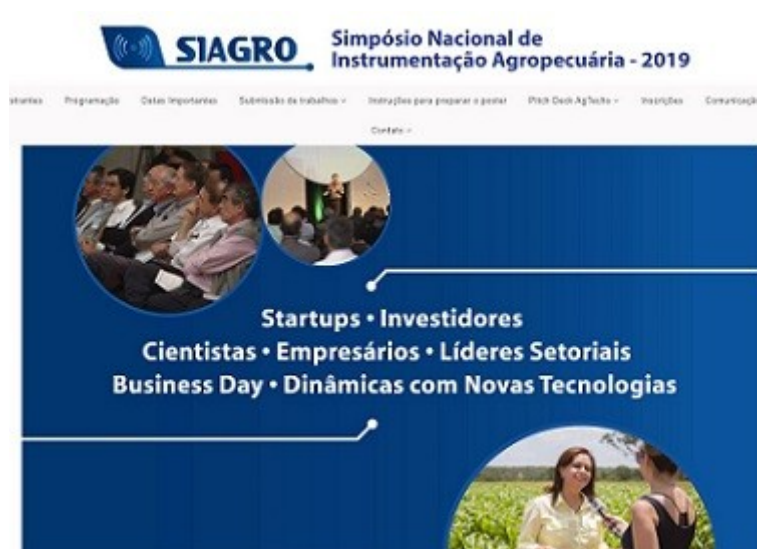 SIAGRO
Simpósio Nacional de
Instrumentação Agropecuária - 2019
Programação Datas Importantes Submissão de trabalhos Instruções para preparar o poster Pitch Deck AgTechs Inscrições
Contato
Startups • Investidores
Cientistas • Empresários • Líderes Setoriais
Business Day • Dinâmicas com Novas Tecnologias